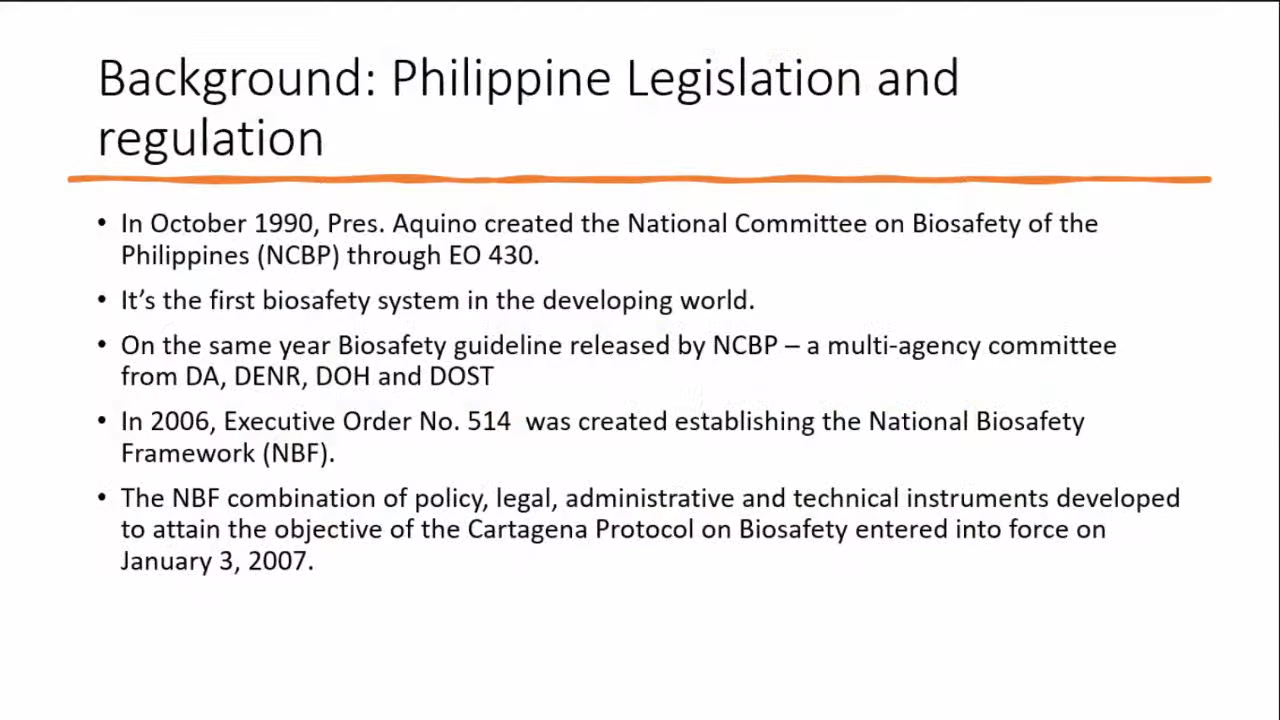 Background: Philippine Legislation and
regulation
• In October 1990, Pres. Aquino created the National Committee on Biosafety of the
Philippines (NCBP) through EO 430.
• It’s the first biosafety system in the developing world.
• On the same year Biosafety guideline released by NCBP – a multi-agency committee
from DA, DENR, DOH and DOST
• In 2006, Executive Order No. 514  was created establishing the National Biosafety
Framework (NBF).
• The NBF combination of policy, legal, administrative and technical instruments developed
to attain the objective of the Cartagena Protocol on Biosafety entered into force on
January 3, 2007.